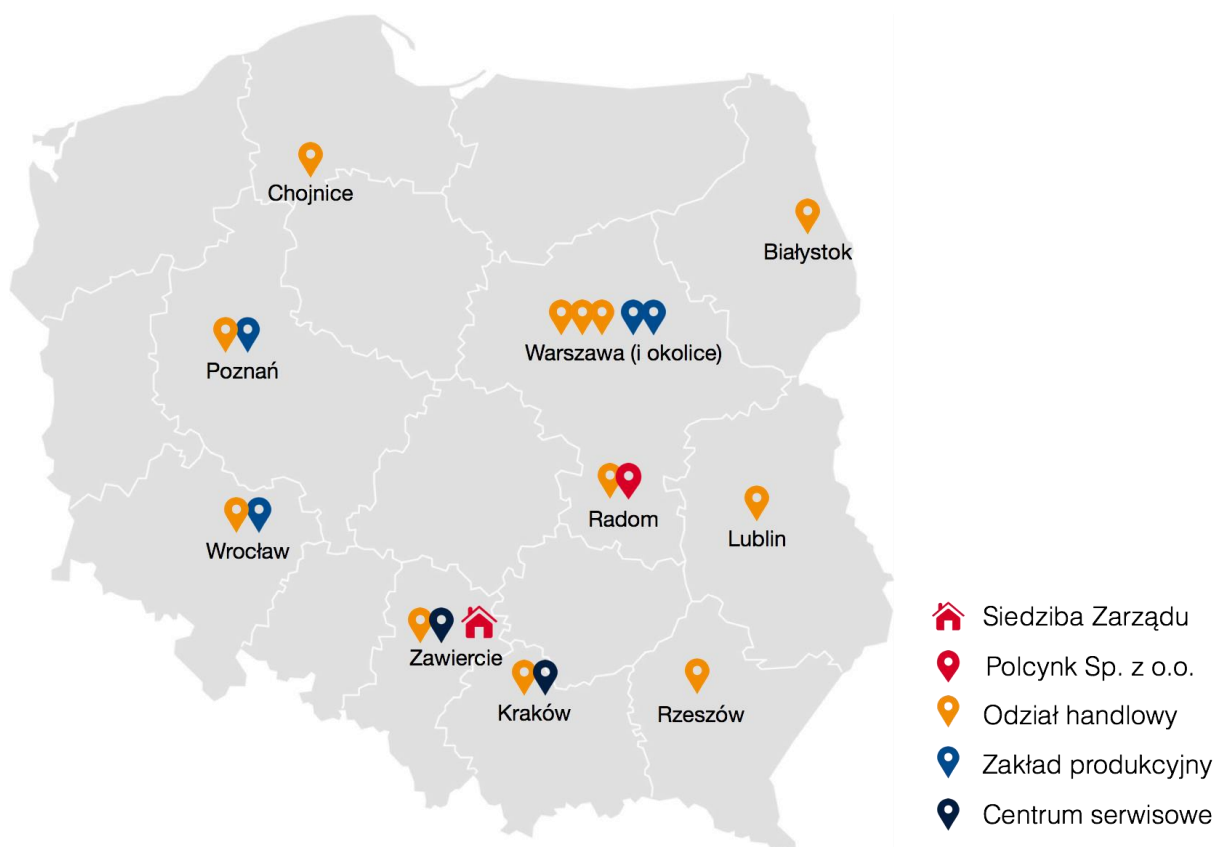 Chojnice
Białystok
Warszawa (i okolice)
Poznań
Radom
Lublin
Wrocław
Zawiercie
Kraków
Rzeszów
Siedziba Zarządu
Polcynk Sp. z o.o.
Odział handlowy
Zakład produkcyjny
Centrum serwisowe